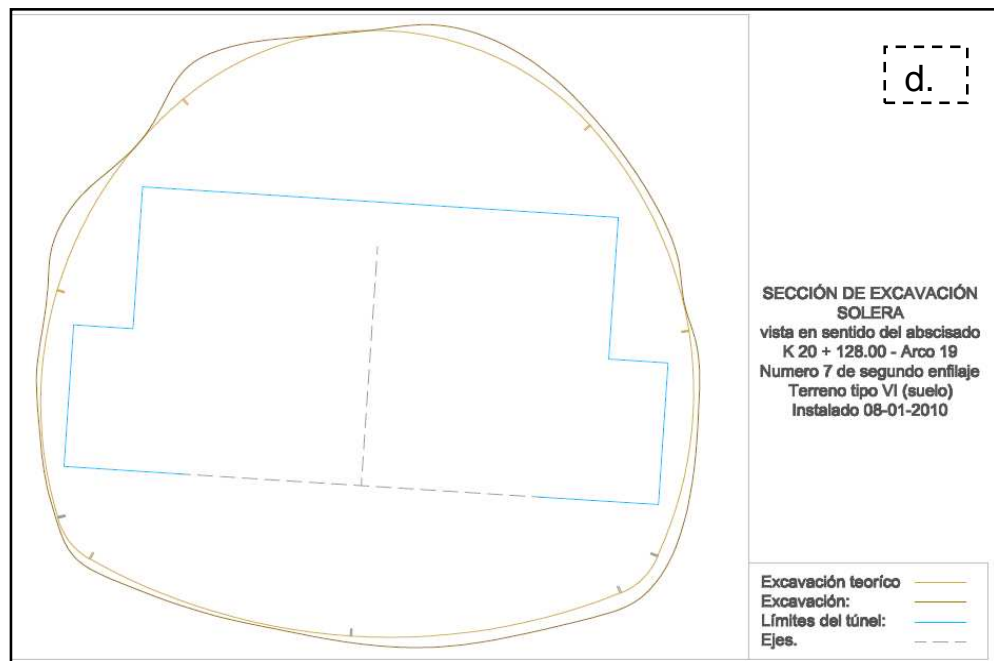 d.
SECCIÓN DE EXCAVACIÓN
SOLERA
vista en sentido del abscisado
K 20 + 128.00 - Arco 19
Numero 7 de segundo enfilaje
Terreno tipo VI (suelo)
Instalado 08-01-2010
Excavación teoríco
Excavación:
Límites del túnel:
Ejes.